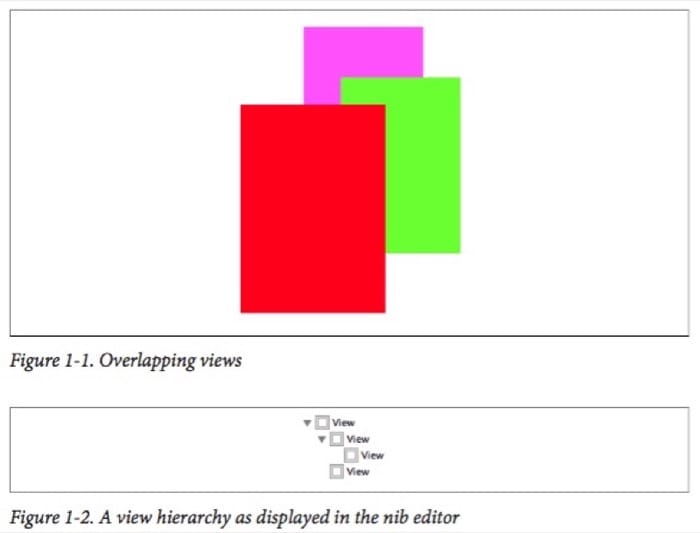 Figure 1-1. Overlapping views
View
View
View
View
Figure 1-2. A view hierarchy as displayed in the nib editor